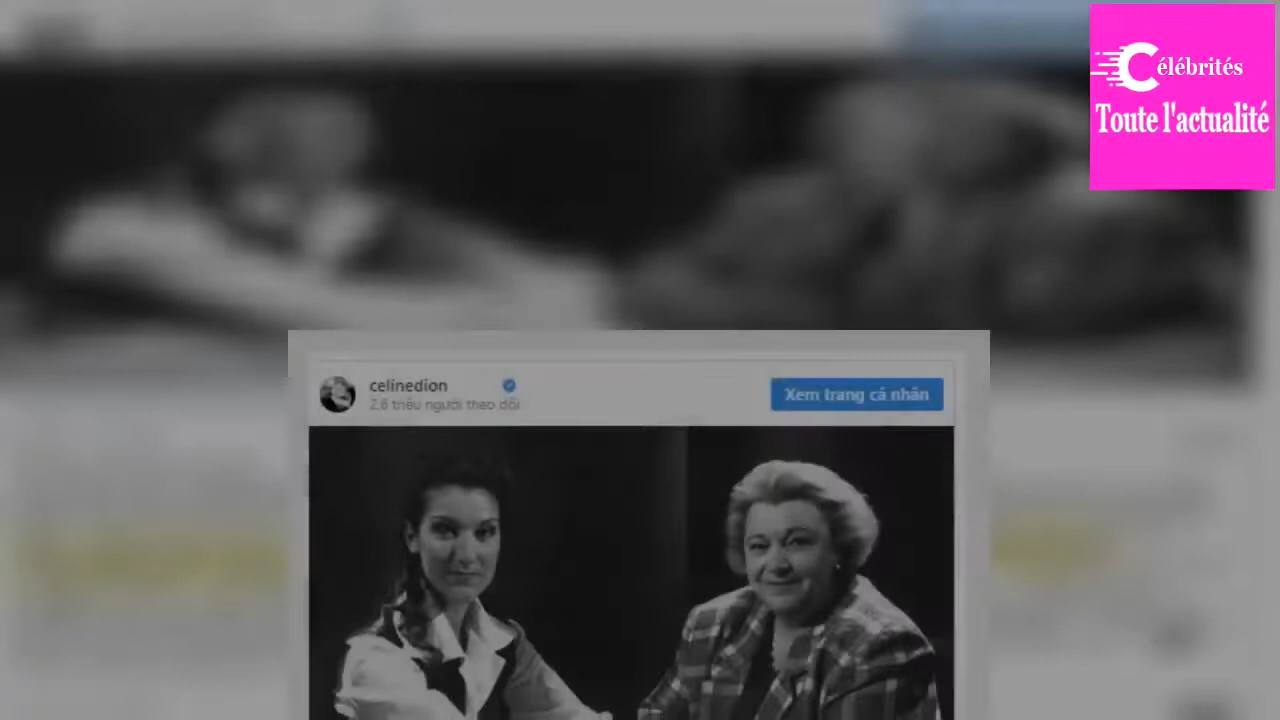 Célébrités
Toute l'actualité
celinedion
2,6 triệu người theo dõi
Xem trang cá nhân